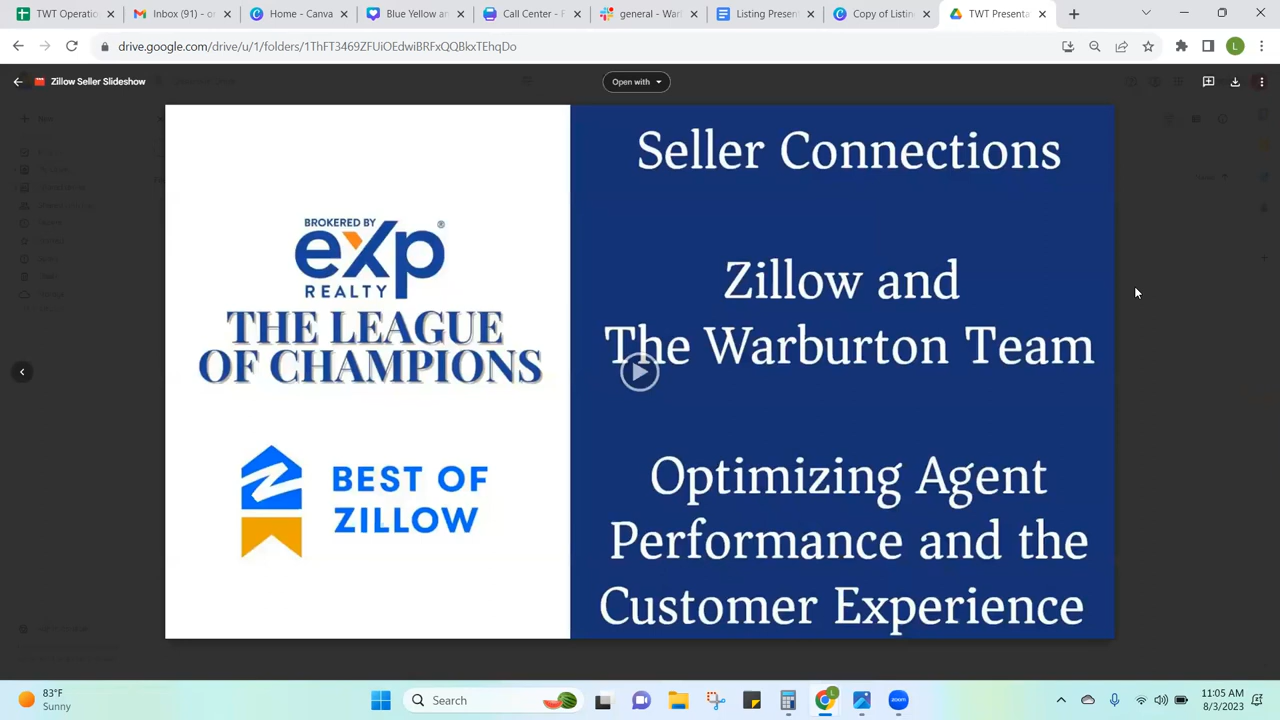 TWT Operatio
Inbox (91) - o
Home - Canva
Blue Yellow a
Call Center - F
general - War
Listing Presen
Copy of Listin
TWT Presenta
drive.google.com/drive/u/1/folders/1ThFT3469ZFUiOEdwiBRFxQQBkxTEhqDo
L
Zillow Seller Slideshow
Open with
BROKERED BY
eXp®
REALTY
THE LEAGUE
OF CHAMPIONS
BEST OF
ZILLOW
Seller Connections
Zillow and
The Warburton Team
Optimizing Agent
Performance and the
Customer Experience
83°F
Sunny
Search
zoom
11:05 AM
8/3/2023